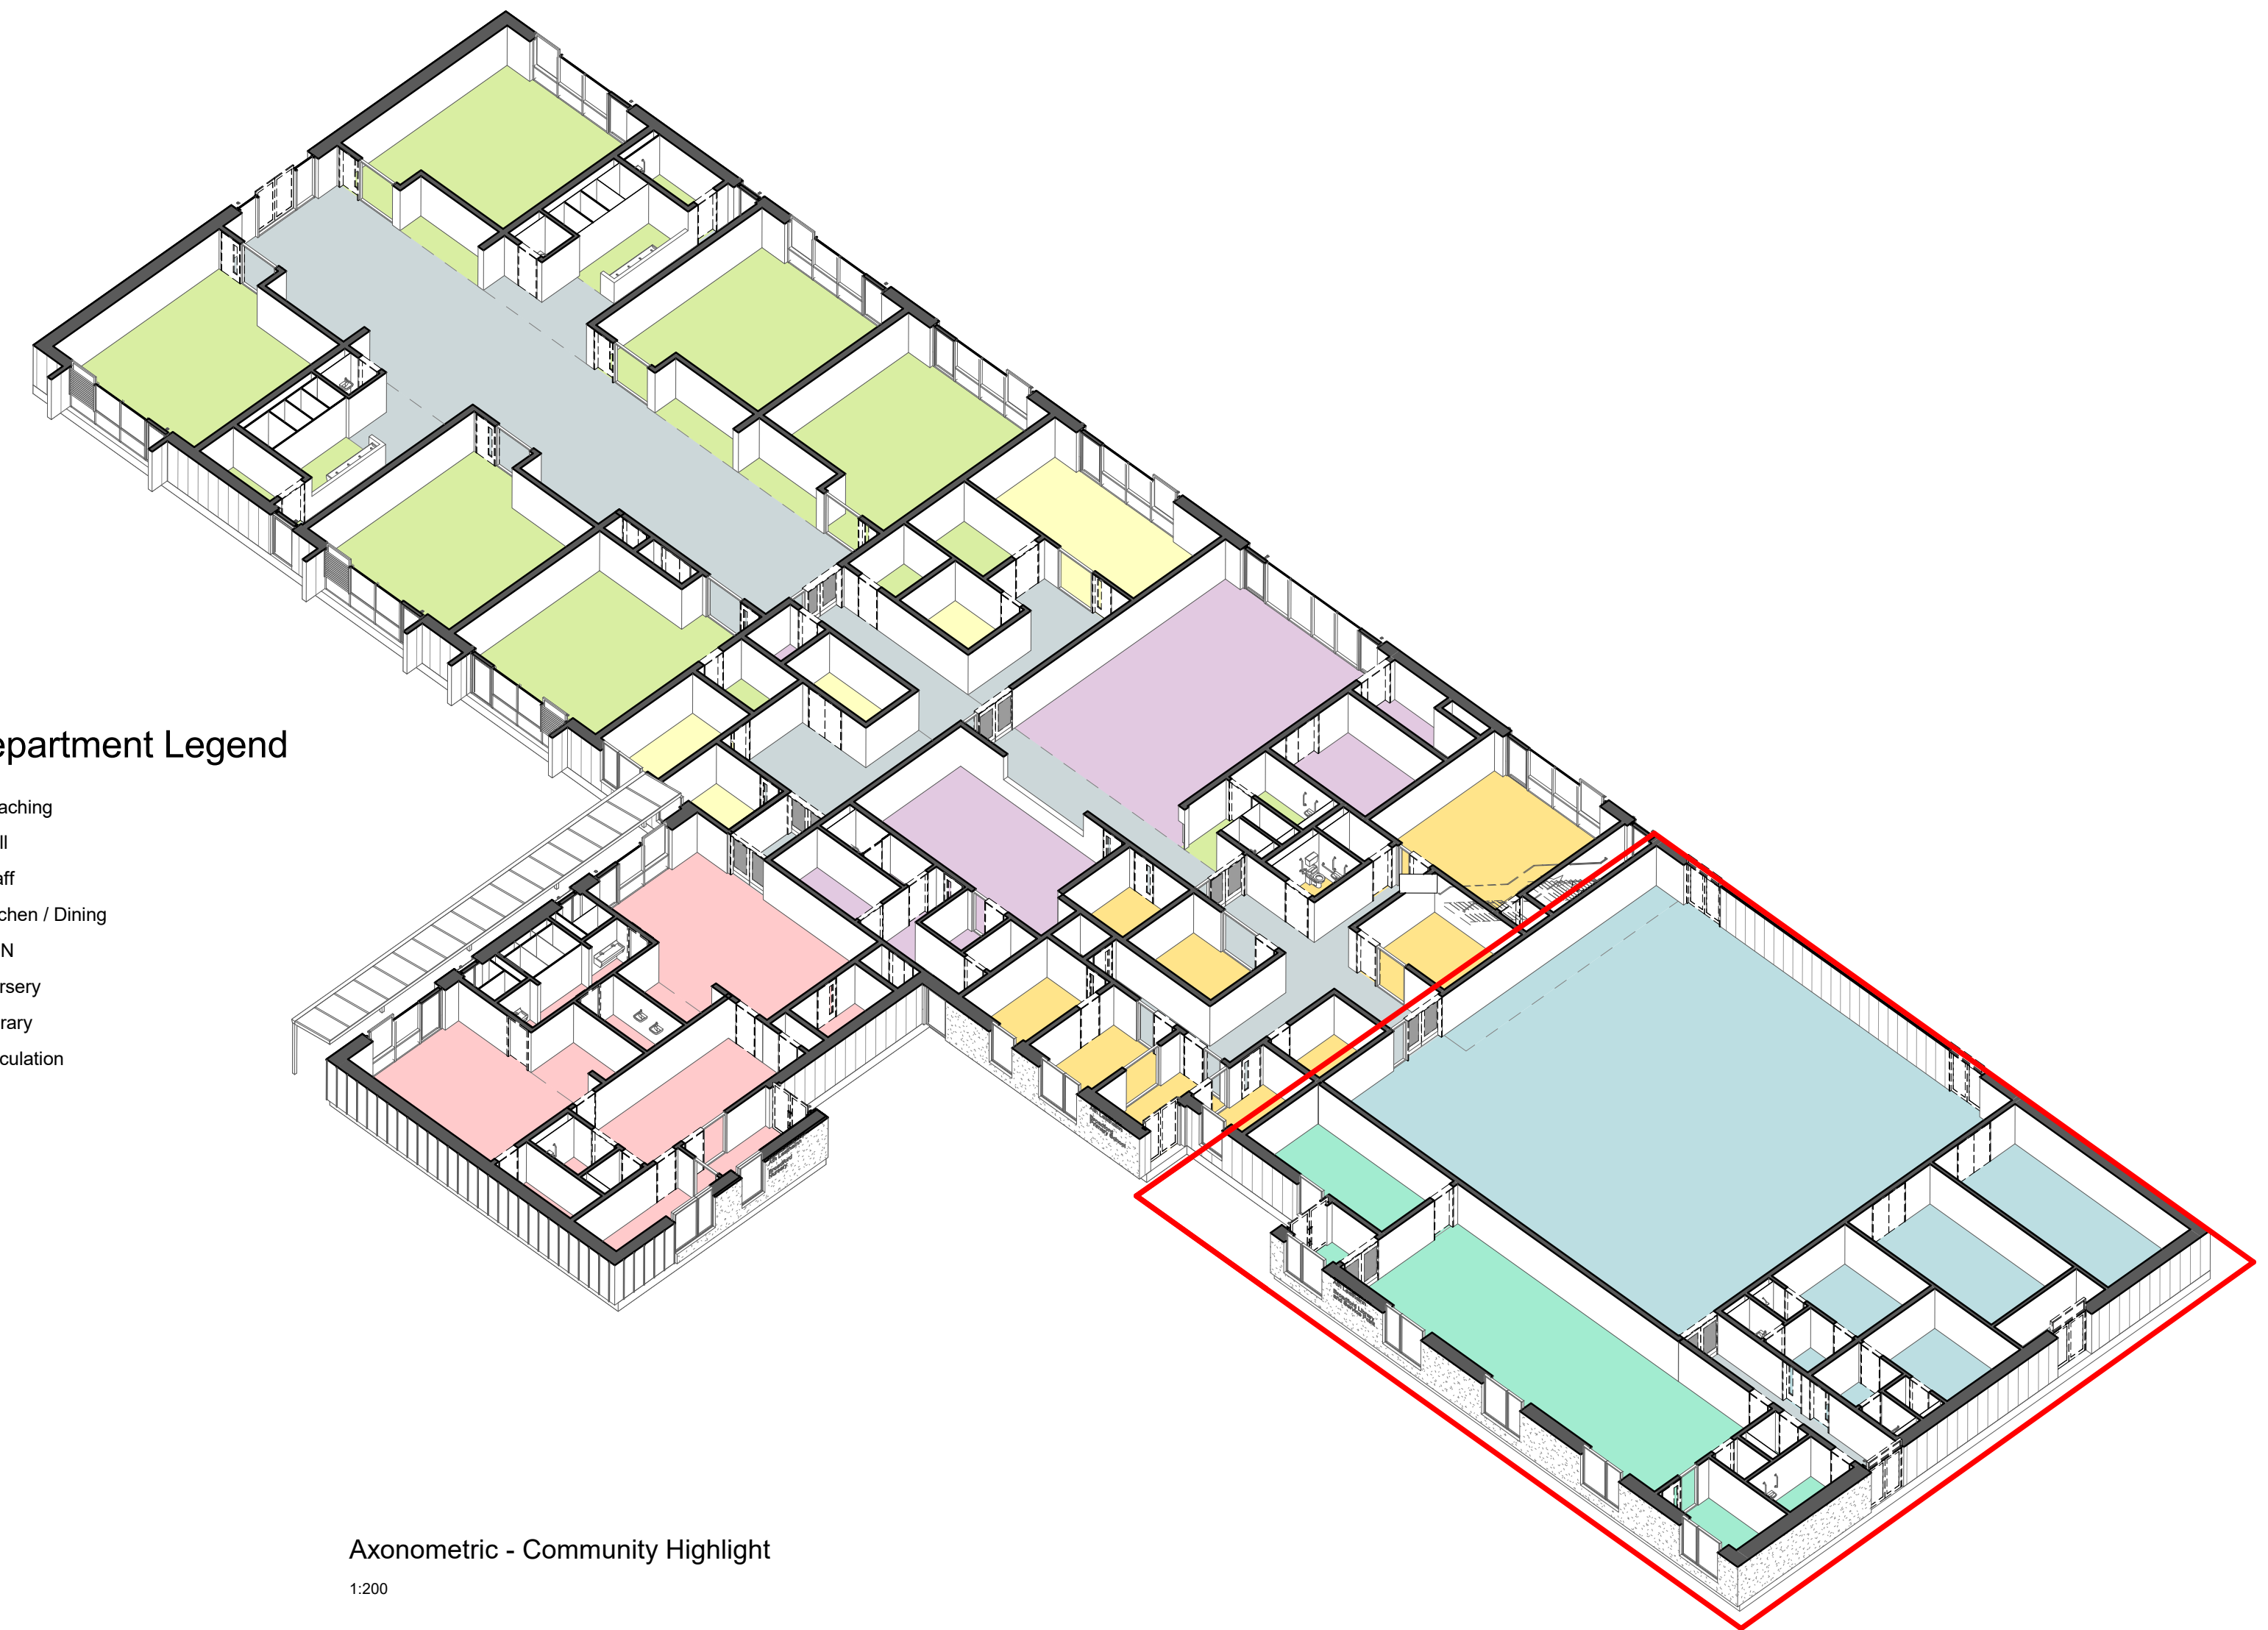 epartment Legend
aching
ll
aff
chen / Dining
N
rsery
rary
culation
Axonometric - Community Highlight
1:200